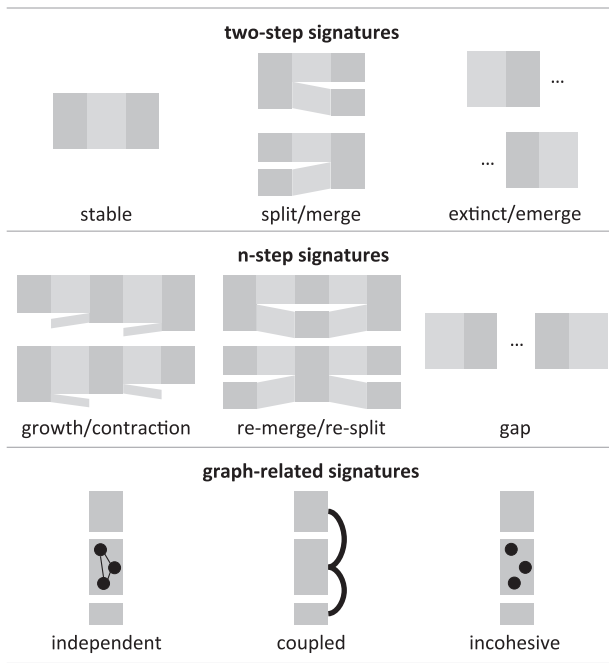 two-step signatures
...
...
stable
split/merge
extinct/emerge
n-step signatures
...
growth/contraction
re-merge/re-split
gap
graph-related signatures
independent
coupled
incohesive